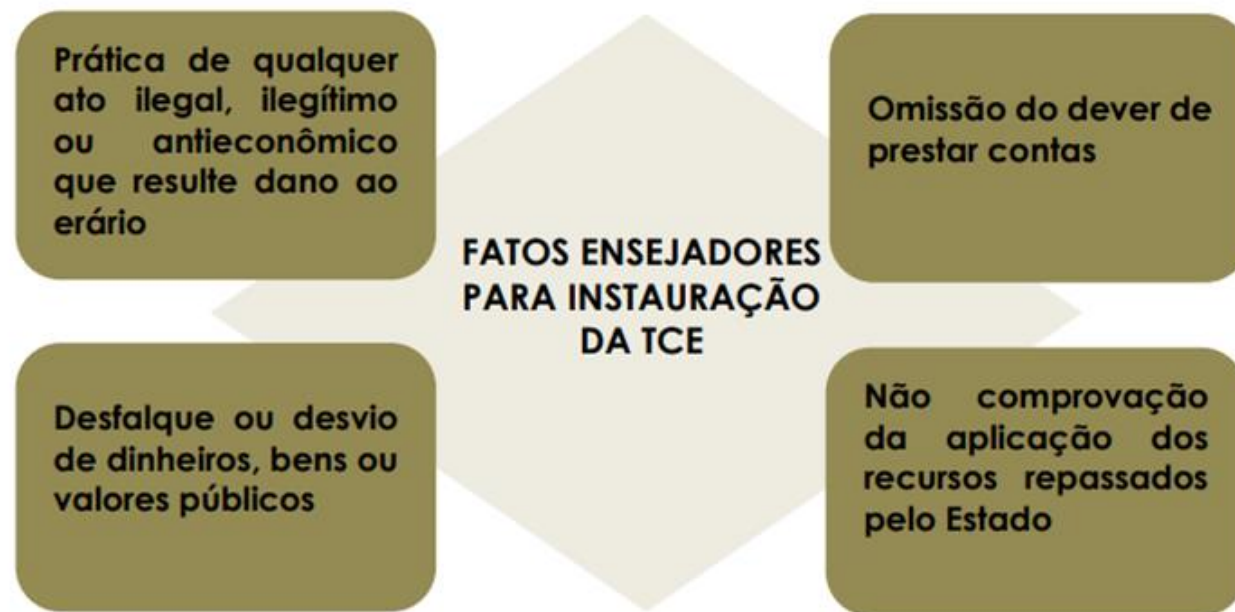 Prática de qualquer
ato ilegal, ilegítimo
ou antieconômico
que resulte dano ao
erário
Omissão do dever de
prestar contas
FATOS ENSEJADORES
PARA INSTAURAÇÃO
DA TCE
Desfalque ou desvio
de dinheiros, bens ou
valores públicos
Não comprovação
da aplicação dos
recursos repassados
pelo Estado